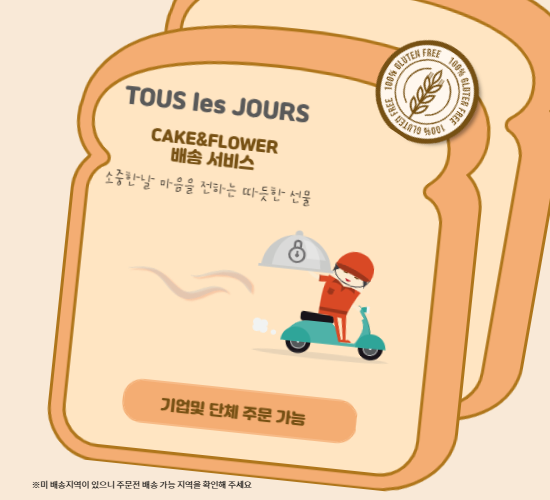 TOUS les JOURS
CAKE&FLOWER
배송 서비스
소중한날 마음을 전하는 따듯한 선물
100% GLUTEN FREE 100% GLUTEN FREE 100% GLUTEN FREE
기업및 단체 주문 가능
※미 배송지역이 있으니 주문전 배송 가능 지역을 확인해 주세요